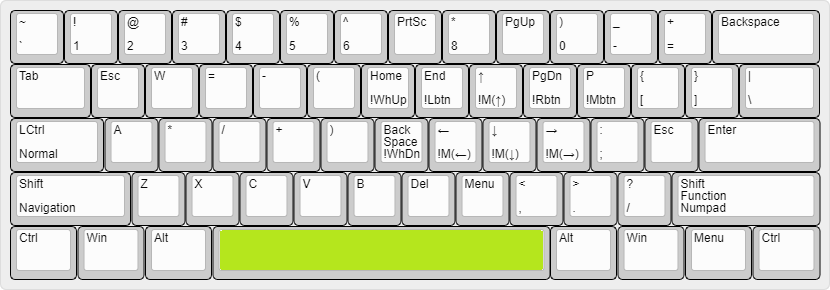 ~ ! @ # $ % ^ PrtSc * PgUp ) _ + Backspace
` 1 2 3 4 5 6 8 0 - =
Tab Esc W = - ( Home End ↑ PgDn P { } |
!WhUp !Lbtn !M(↑) !Rbtn !Mbtn [ ] \
LCtrl A * / + ) Back ← ↓ → : Esc Enter
Space
Normal !WhDn !M(←) !M(↓) !M(→) ;
Shift Z X C V B Del Menu < > ? Shift
Function
Navigation , . / Numpad
Ctrl Win Alt Alt Win Menu Ctrl